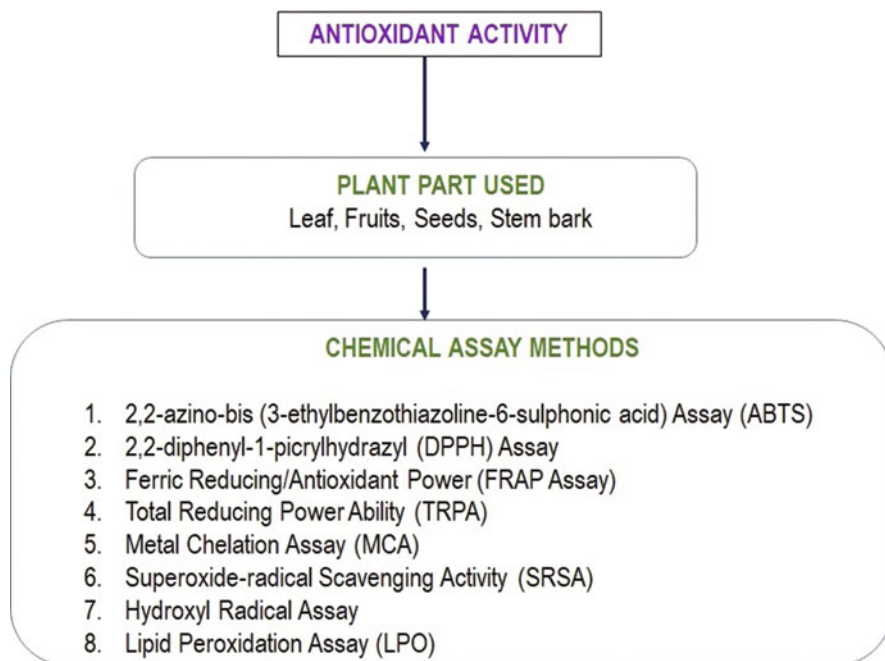 ANTIOXIDANT ACTIVITY
PLANT PART USED
Leaf, Fruits, Seeds, Stem bark
CHEMICAL ASSAY METHODS
1. 2,2-azino-bis (3-ethylbenzothiazoline-6-sulphonic acid) Assay (ABTS)
2. 2,2-diphenyl-1-picrylhydrazyl (DPPH) Assay
3. Ferric Reducing/Antioxidant Power (FRAP Assay)
4. Total Reducing Power Ability (TRPA)
5. Metal Chelation Assay (MCA)
6. Superoxide-radical Scavenging Activity (SRSA)
7. Hydroxyl Radical Assay
8. Lipid Peroxidation Assay (LPO)